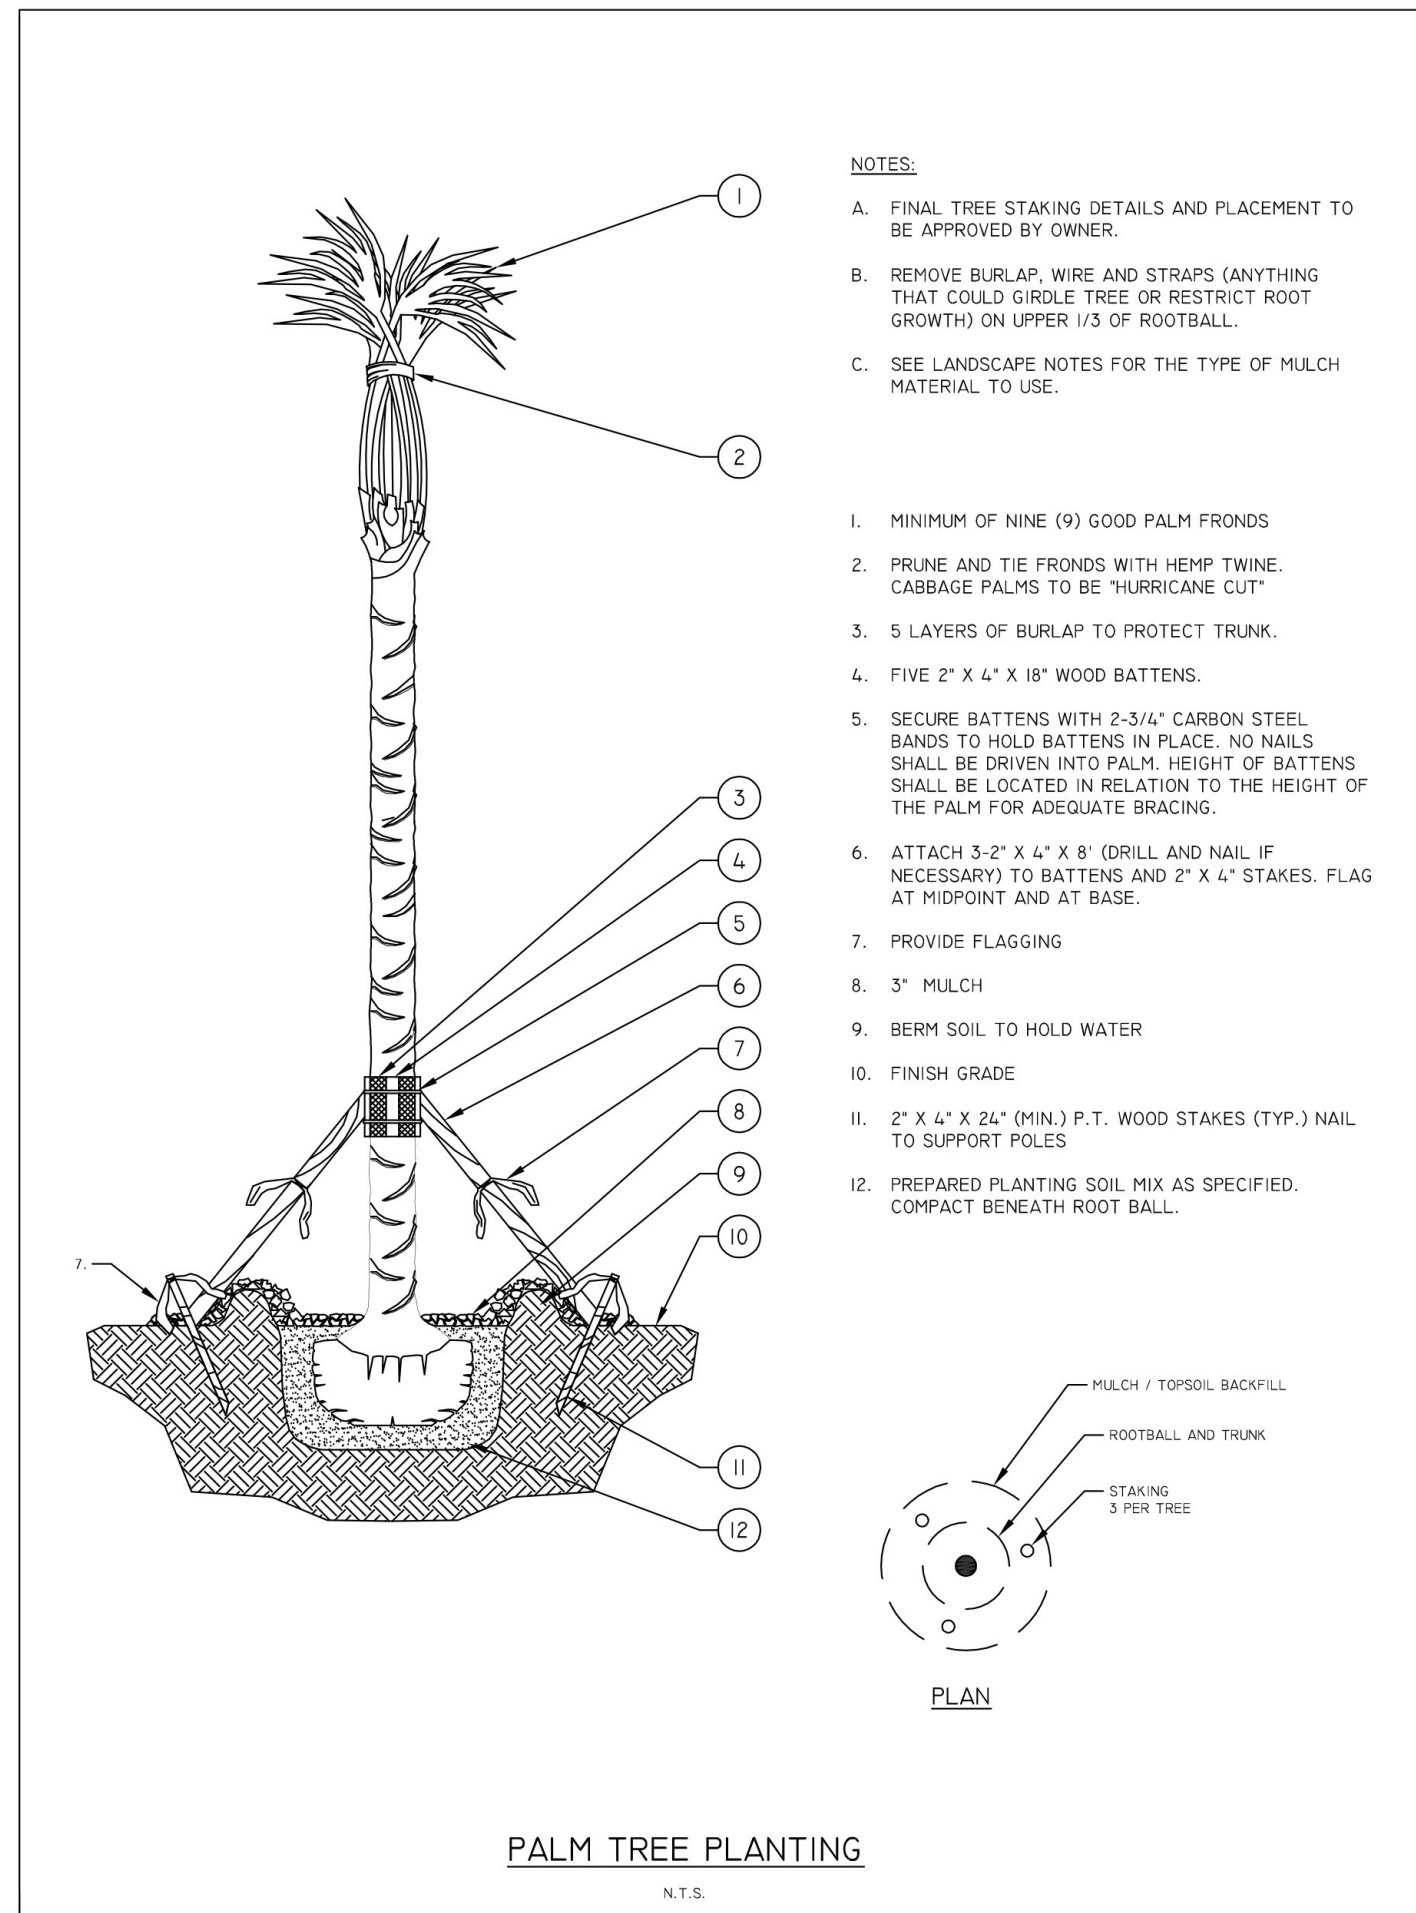 NOTES:
A. FINAL TREE STAKING DETAILS AND PLACEMENT TO
BE APPROVED BY OWNER.
B. REMOVE BURLAP, WIRE AND STRAPS (ANYTHING
THAT COULD GIRDLE TREE OR RESTRICT ROOT
GROWTH) ON UPPER 1/3 OF ROOTBALL.
C. SEE LANDSCAPE NOTES FOR THE TYPE OF MULCH
MATERIAL TO USE.
1. MINIMUM OF NINE (9) GOOD PALM FRONDS
2. PRUNE AND TIE FRONDS WITH HEMP TWINE.
CABBAGE PALMS TO BE "HURRICANE CUT"
3. 5 LAYERS OF BURLAP TO PROTECT TRUNK.
4. FIVE 2" X 4" X 18" WOOD BATTENS.
5. SECURE BATTENS WITH 2-3/4" CARBON STEEL
BANDS TO HOLD BATTENS IN PLACE. NO NAILS
SHALL BE DRIVEN INTO PALM. HEIGHT OF BATTENS
SHALL BE LOCATED IN RELATION TO THE HEIGHT OF
THE PALM FOR ADEQUATE BRACING.
6. ATTACH 3-2" X 4" X 8' (DRILL AND NAIL IF
NECESSARY) TO BATTENS AND 2" X 4" STAKES. FLAG
AT MIDPOINT AND AT BASE.
7. PROVIDE FLAGGING
8. 3" MULCH
9. BERM SOIL TO HOLD WATER
10. FINISH GRADE
11. 2" X 4" X 24" (MIN.) P.T. WOOD STAKES (TYP.) NAIL
TO SUPPORT POLES
12. PREPARED PLANTING SOIL MIX AS SPECIFIED.
COMPACT BENEATH ROOT BALL.
1
2
3
4
5
6
7
8
9
10
7.
11
12
MULCH / TOPSOIL BACKFILL
ROOTBALL AND TRUNK
STAKING
3 PER TREE
PLAN
PALM TREE PLANTING
N.T.S.